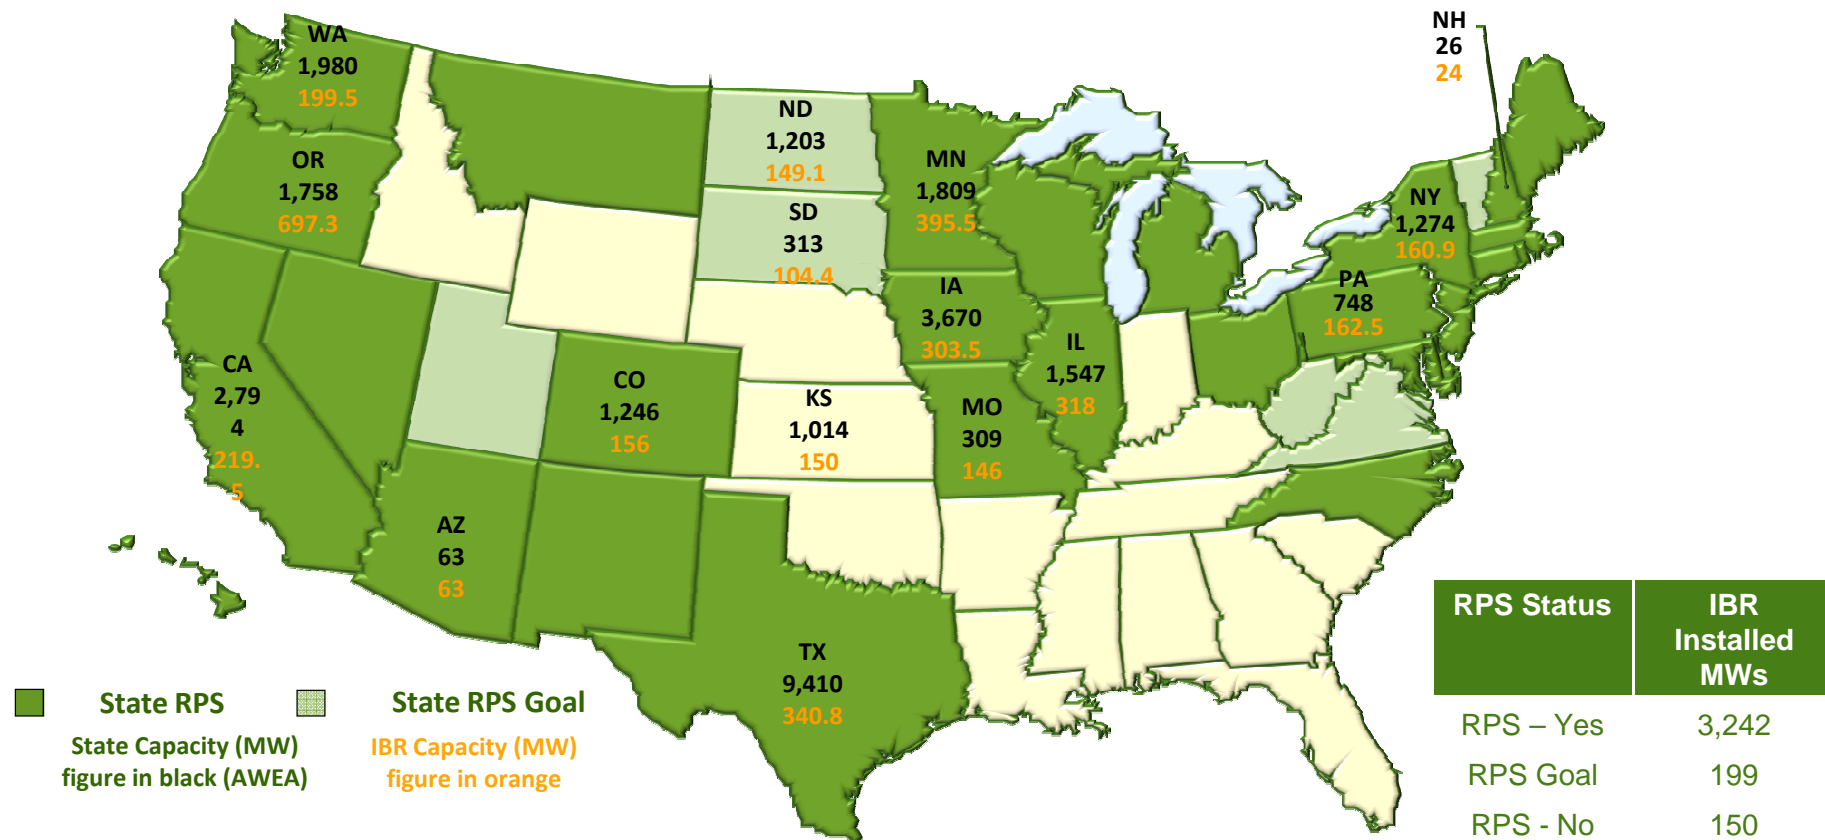 WA
1,980
199.5
OR
1,758
697.3
CA
2,79
4
219.
5
AZ
63
63
CO
1,246
156
ND
1,203
149.1
SD
313
104.4
KS
1,014
150
TX
9,410
340.8
MN
1,809
395.5
IA
3,670
303.5
MO
309
146
IL
1,547
318
NY
1,274
160.9
PA
748
162.5
NH
26
24
State RPS
State RPS Goal
State Capacity (MW)
figure in black (AWEA)
IBR Capacity (MW)
figure in orange
RPS Status
IBR
Installed
MWs
RPS – Yes 3,242
RPS Goal 199
RPS - No 150